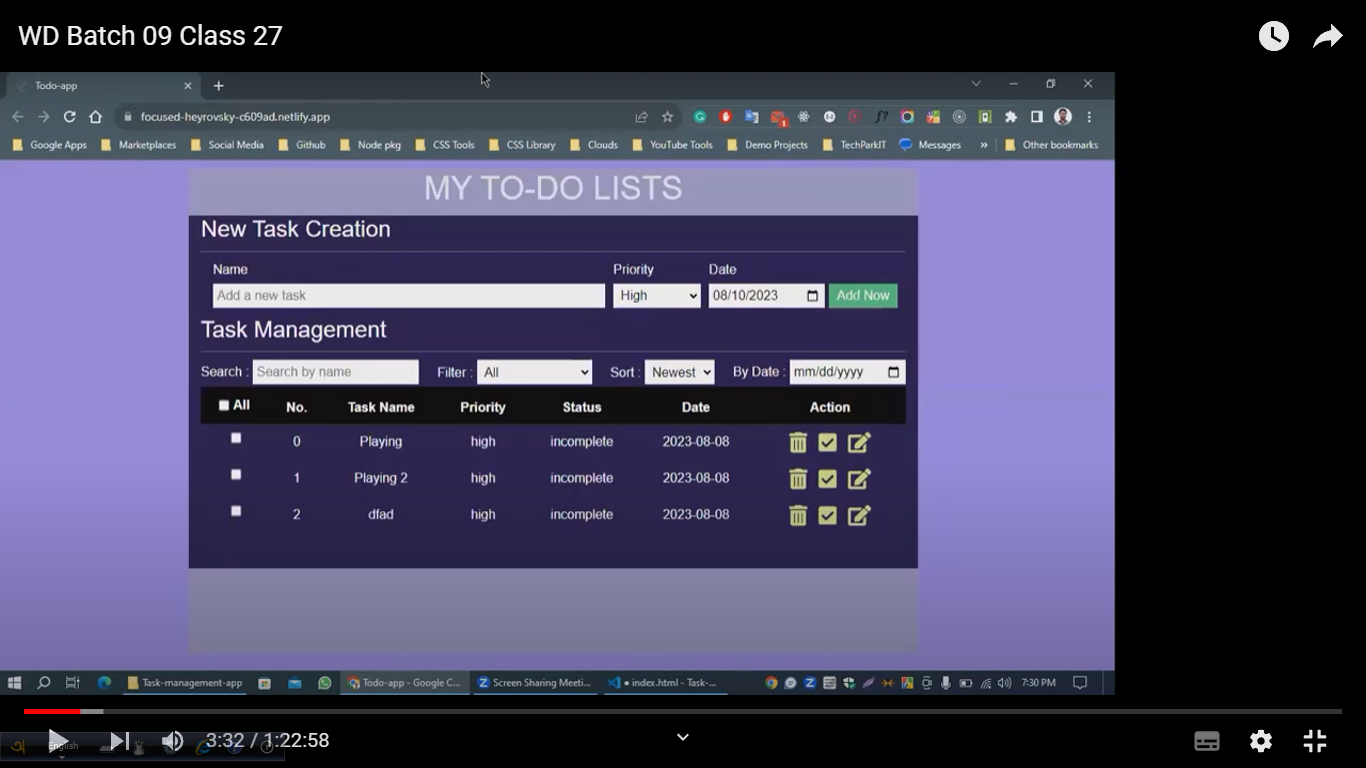 WD Batch 09 Class 27
Todo-app
focused-heyrovsky-c609ad.netlify.app
Google Apps Marketplaces Social Media Github Node pkg CSS Tools CSS Library Clouds YouTube Tools Demo Projects TechParkIT Messages » Other bookmarks
MY TO-DO LISTS
New Task Creation
Name Priority Date
Add a new task High 08/10/2023 Add Now
Task Management
Search : Search by name Filter : All Sort : Newest By Date : mm/dd/yyyy
All No. Task Name Priority Status Date Action
0 Playing high incomplete 2023-08-08
1 Playing 2 high incomplete 2023-08-08
2 dfad high incomplete 2023-08-08
Task-management-app Todo-app - Google C... Screen Sharing Meeti... ● index.html - Task-... 7:30 PM
3:32 / 1:22:58
English